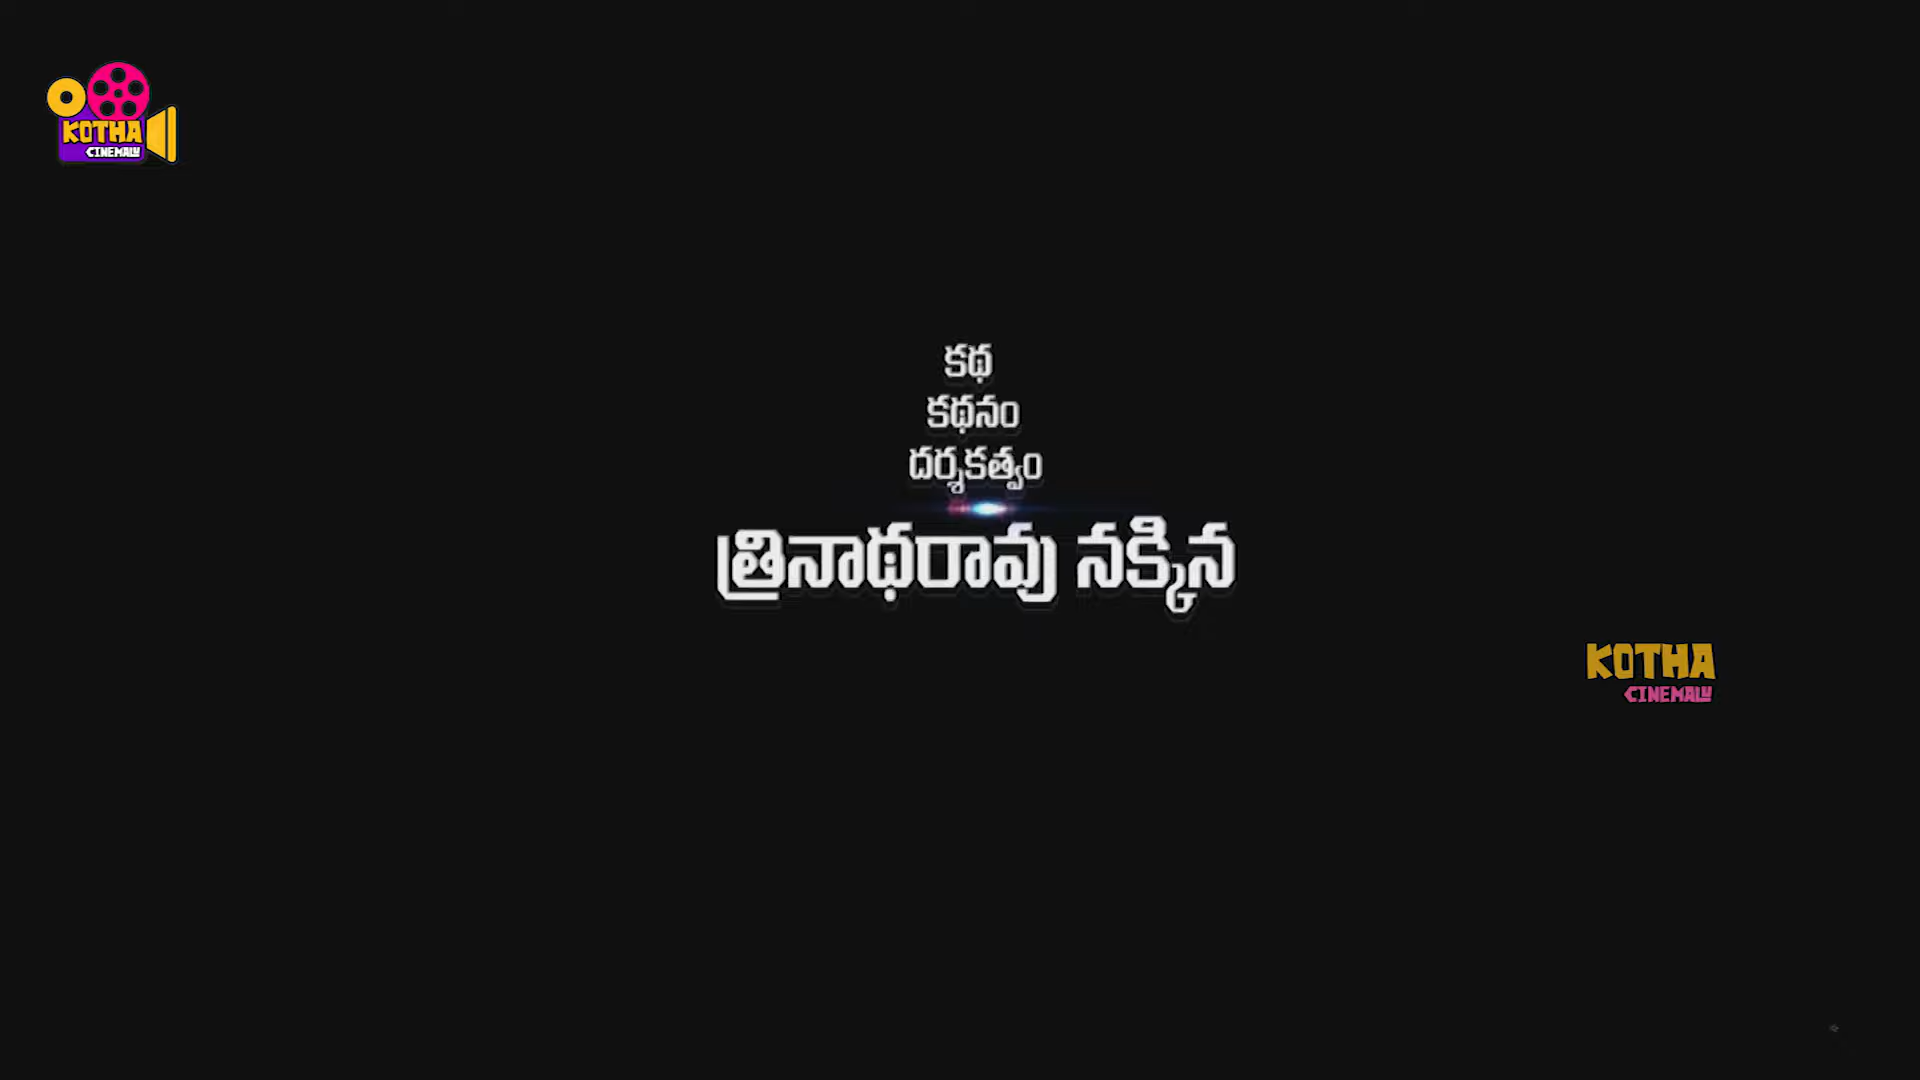 KOTHA
CINEMALU
కథ
కథనం
దర్శకత్వం
త్రినాథరావు నక్కిన
KOTHA
CINEMALU